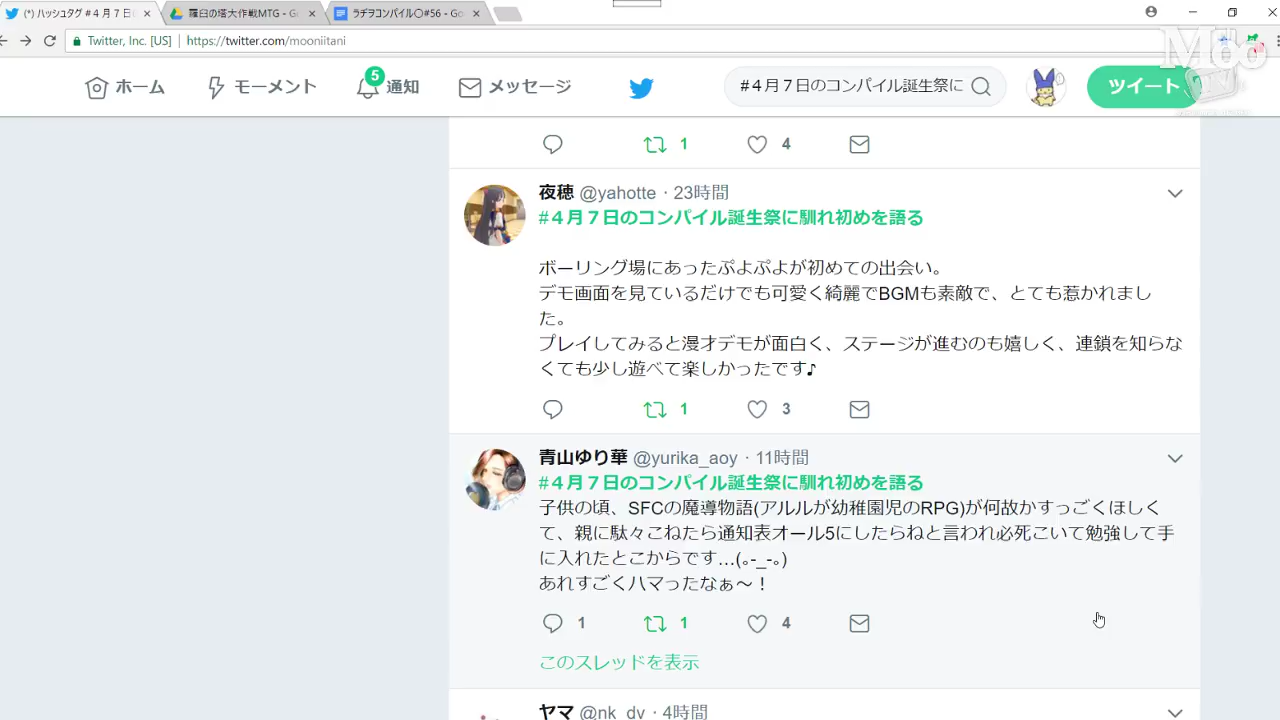 (*) ハッシュタグ #４月７日
羅臼の塔大作戦MTG - Go
ラヂヲコンパイル〇#56 - Go
Twitter, Inc. [US] | https://twitter.com/mooniitani
Moo
ホーム
モーメント
5
通知
メッセージ
#４月７日のコンパイル誕生祭に
ツイート
1 4
夜穂 @yahotte · 23時間
#４月７日のコンパイル誕生祭に馴れ初めを語る
ボーリング場にあったぷよぷよが初めての出会い。
デモ画面を見ているだけでも可愛く綺麗でBGMも素敵で、とても惹かれまし
た。
プレイしてみると漫才デモが面白く、ステージが進むのも嬉しく、連鎖を知らな
くても少し遊べて楽しかったです♪
1 3
青山ゆり華 @yurika_aoy · 11時間
#４月７日のコンパイル誕生祭に馴れ初めを語る
子供の頃、SFCの魔導物語(アルルが幼稚園児のRPG)が何故かすっごくほしく
て、親に駄々こねたら通知表オール5にしたらねと言われ必死こいて勉強して手
に入れたとこからです…(｡-_-｡)
あれすごくハマったなぁ〜！
1 1 4
このスレッドを表示
ヤマ @nk_dv · 4時間